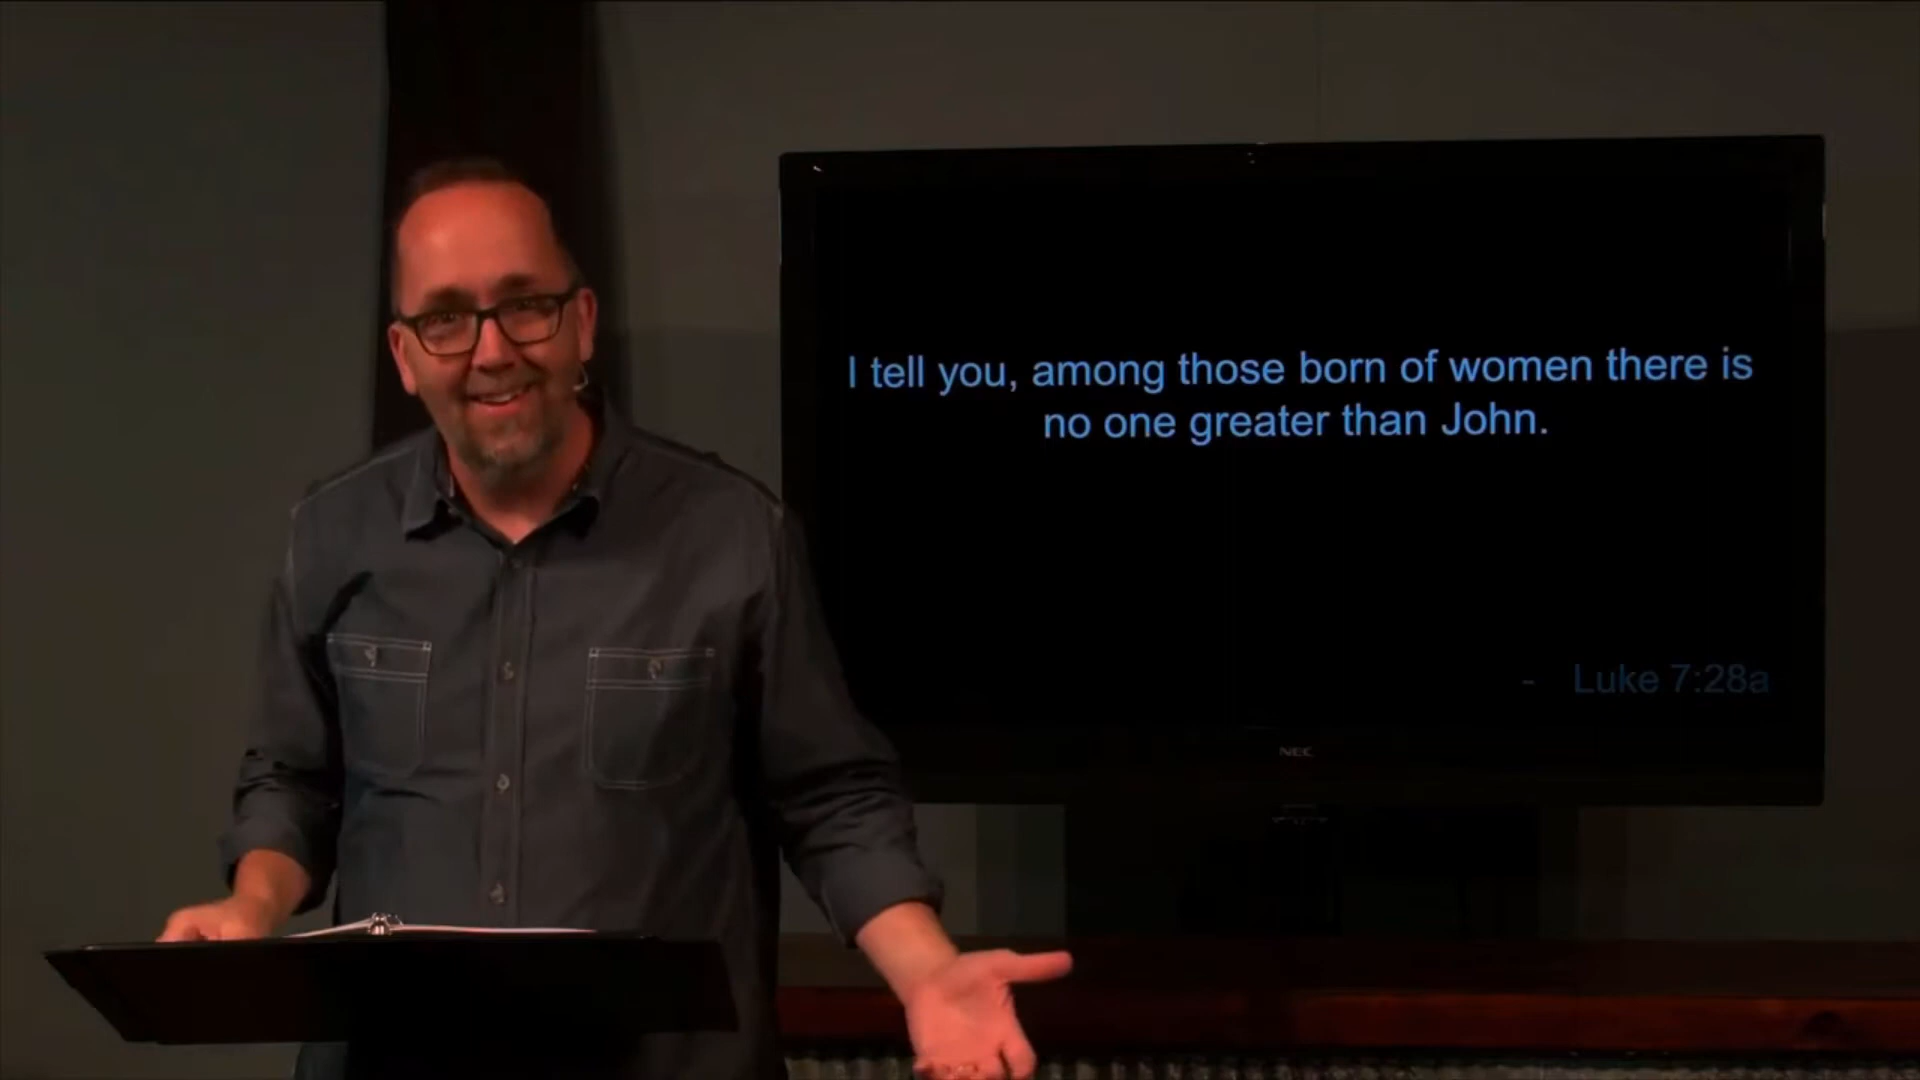 I tell you, among those born of women there is
no one greater than John.
- Luke 7:28a
NEC